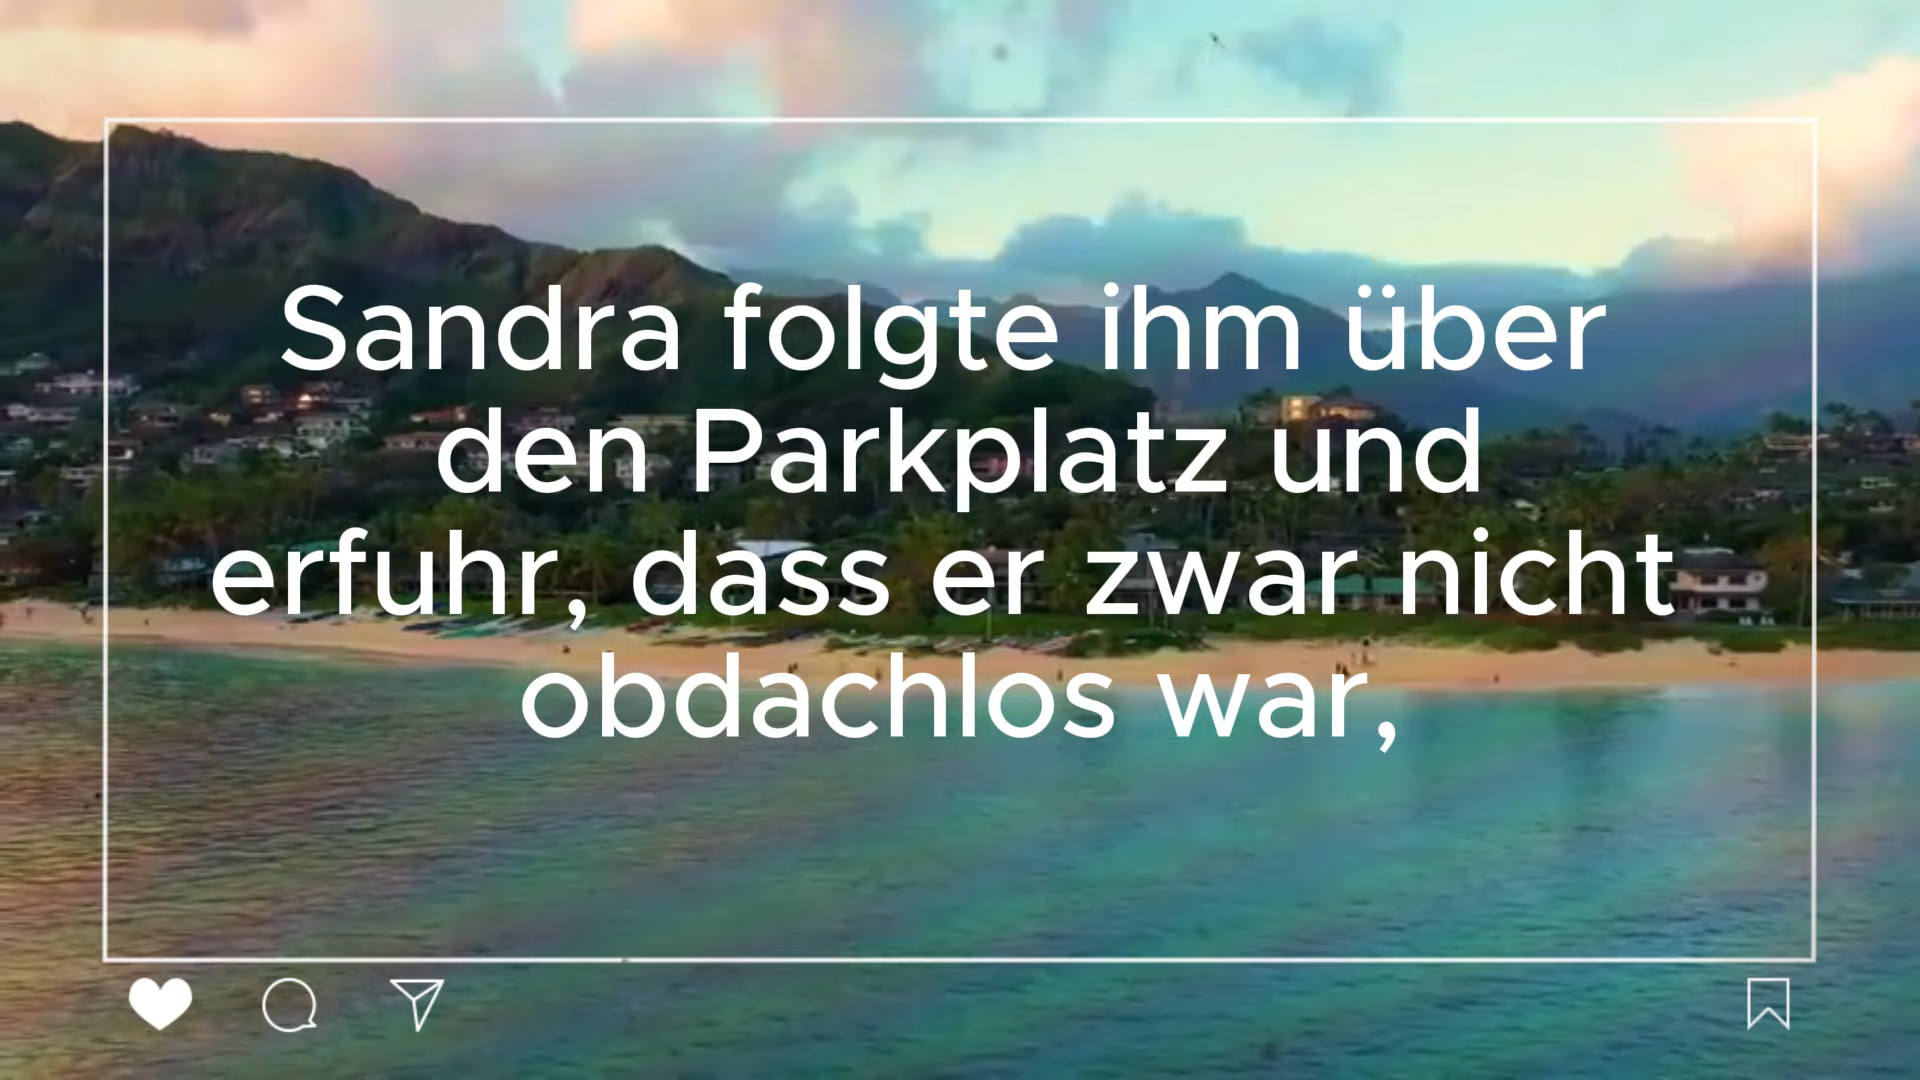 Sandra folgte ihm über
den Parkplatz und
erfuhr, dass er zwar nicht
obdachlos war,